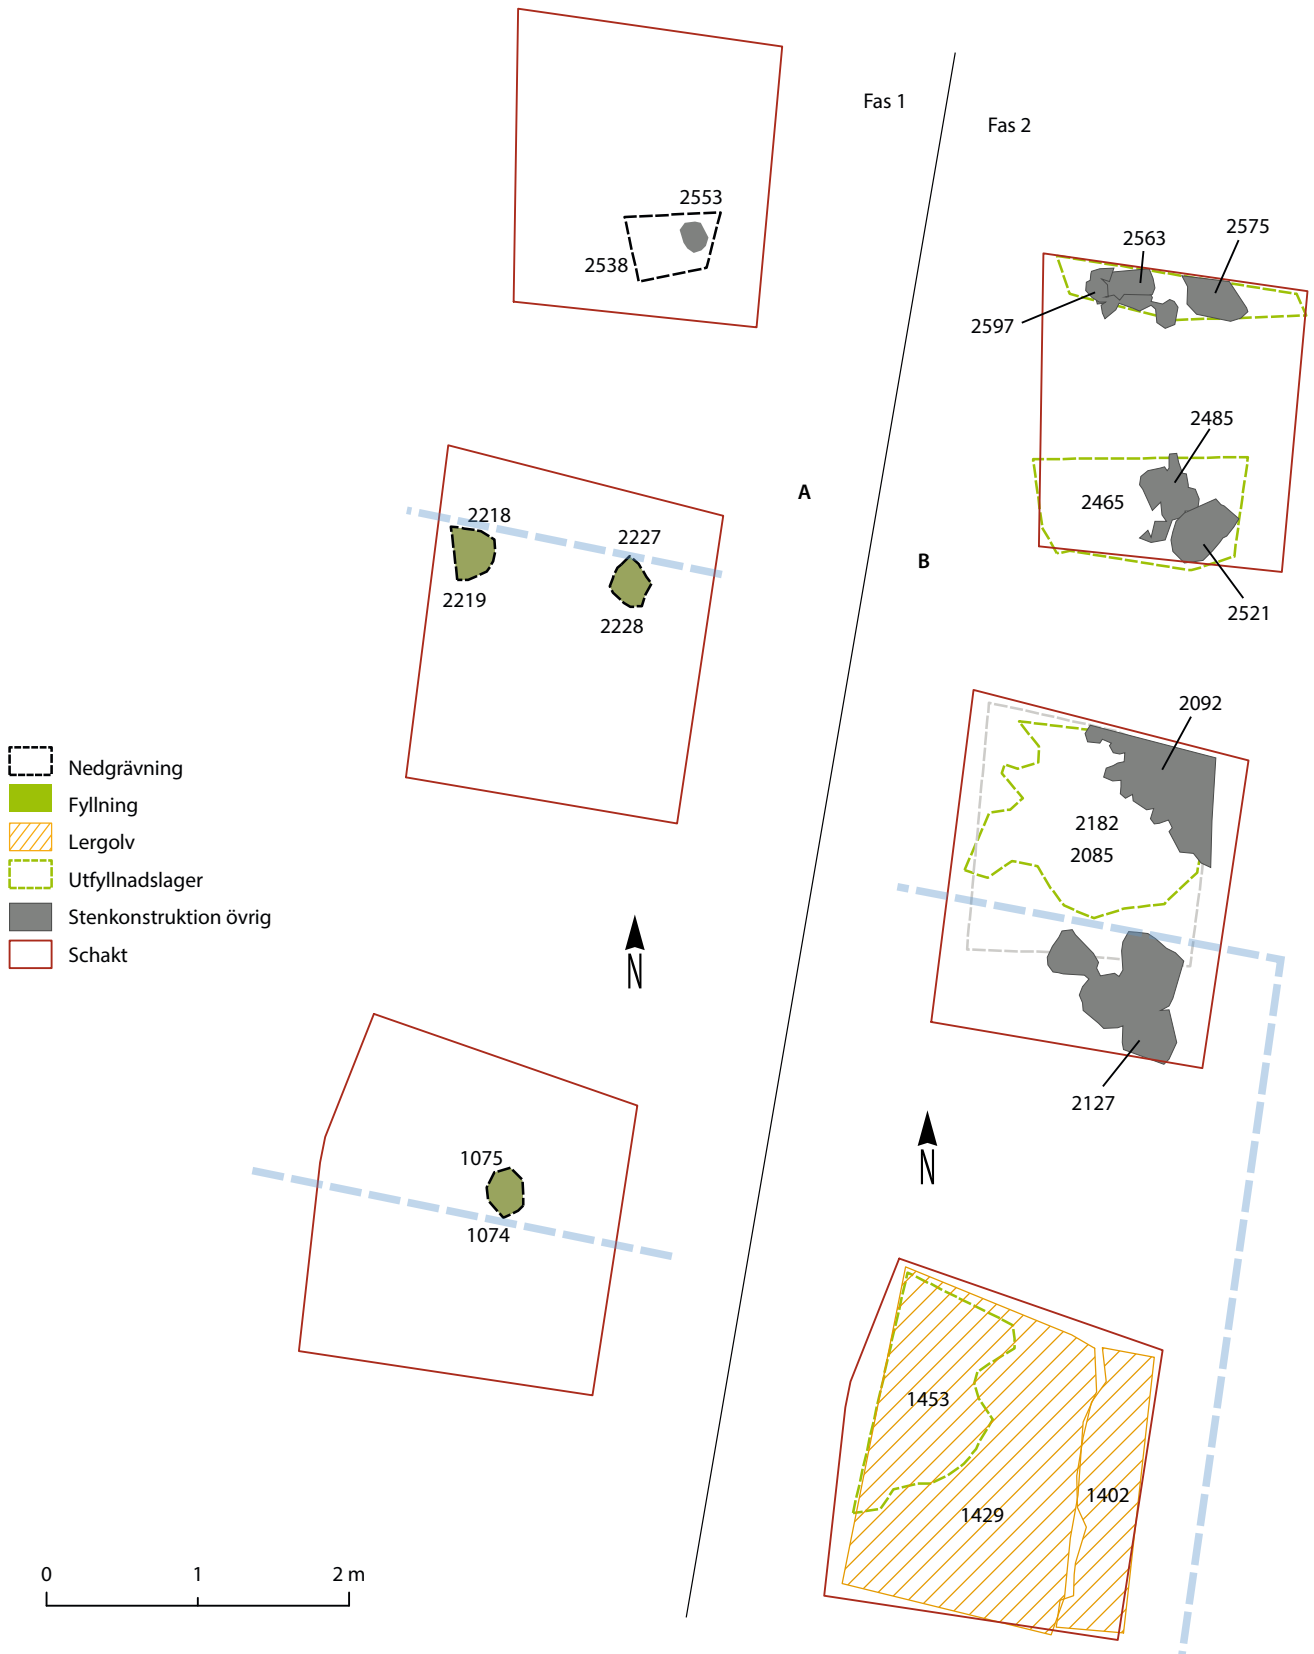 Fas 1
Fas 2
2553
2538
2563
2575
2597
2485
2465
2521
A
B
2218
2227
2219
2228
2092
2182
2085
2127
Nedgrävning
Fyllning
Lergolv
Utfyllnadslager
Stenkonstruktion övrig
Schakt
N
N
1075
1074
1453
1402
1429
0 1 2 m